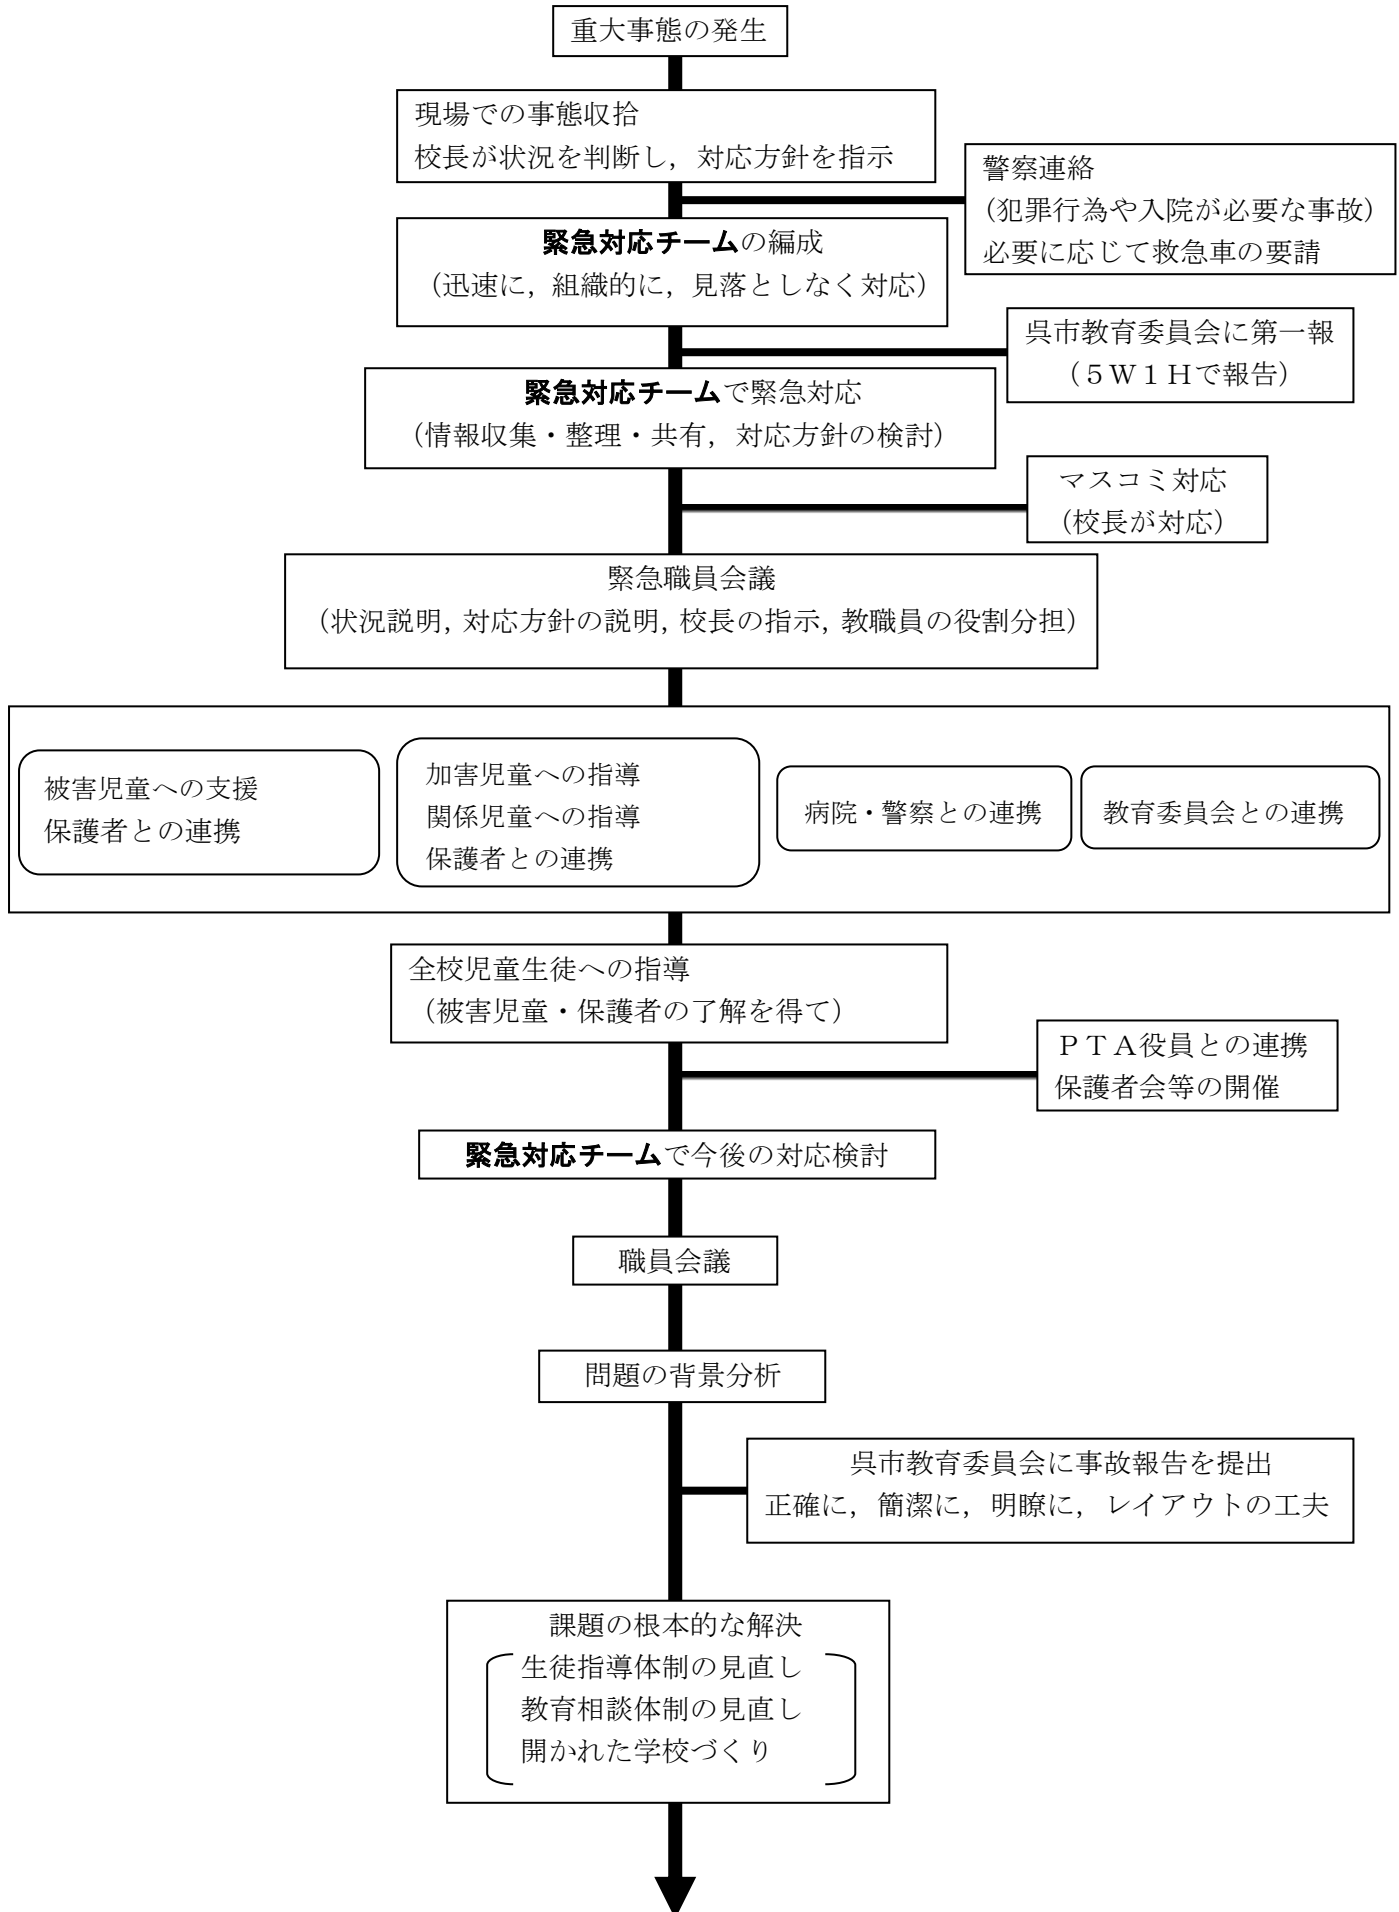 重大事態の発生
現場での事態収拾
校長が状況を判断し，対応方針を指示
警察連絡
（犯罪行為や入院が必要な事故）
必要に応じて救急車の要請
緊急対応チームの編成
（迅速に，組織的に，見落としなく対応）
呉市教育委員会に第一報
（５Ｗ１Ｈで報告）
緊急対応チームで緊急対応
（情報収集・整理・共有，対応方針の検討）
マスコミ対応
（校長が対応）
緊急職員会議
（状況説明，対応方針の説明，校長の指示，教職員の役割分担）
被害児童への支援
保護者との連携
加害児童への指導
関係児童への指導
保護者との連携
病院・警察との連携
教育委員会との連携
全校児童生徒への指導
（被害児童・保護者の了解を得て）
ＰＴＡ役員との連携
保護者会等の開催
緊急対応チームで今後の対応検討
職員会議
問題の背景分析
呉市教育委員会に事故報告を提出
正確に，簡潔に，明瞭に，レイアウトの工夫
課題の根本的な解決
生徒指導体制の見直し
教育相談体制の見直し
開かれた学校づくり